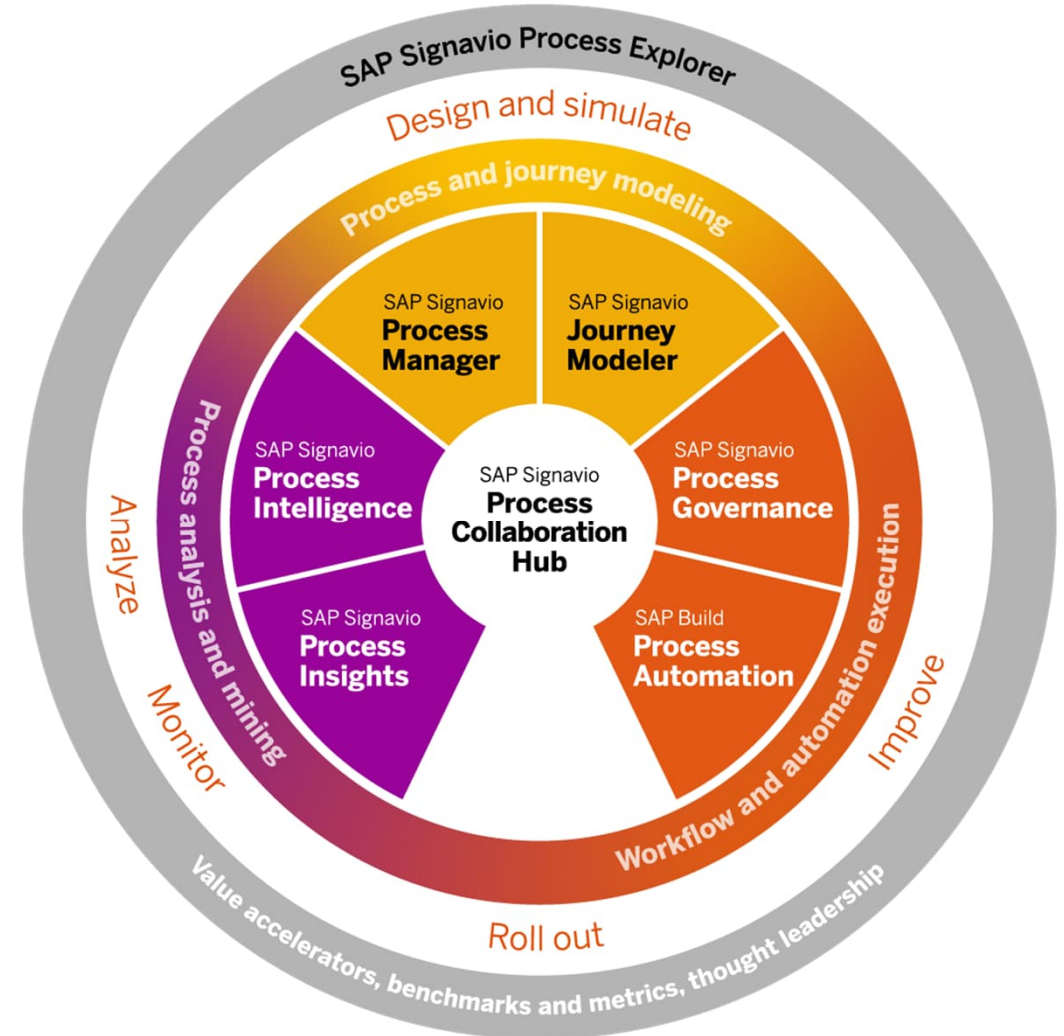 SAP Signavio Process Explorer
Design and simulate
Process and journey modeling
SAP Signavio
Process
Manager
SAP Signavio
Journey
Modeler
SAP Signavio
Process
Intelligence
SAP Signavio
Process
Collaboration
Hub
SAP Signavio
Process
Governance
SAP Signavio
Process
Insights
SAP Build
Process
Automation
Process analysis and mining
Workflow and automation execution
Analyze
Monitor
Improve
Roll out
Value accelerators, benchmarks and metrics, thought leadership